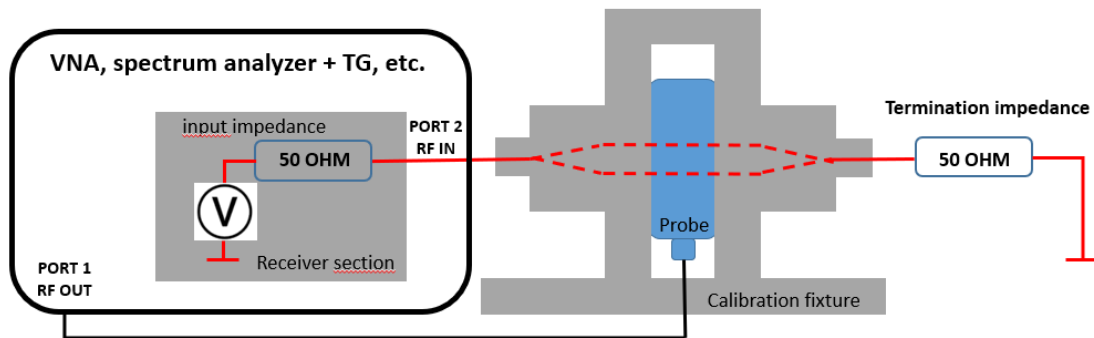 VNA, spectrum analyzer + TG, etc.
input impedance
50 OHM
PORT 2
RF IN
V
Receiver section
PORT 1
RF OUT
Probe
Calibration fixture
Termination impedance
50 OHM